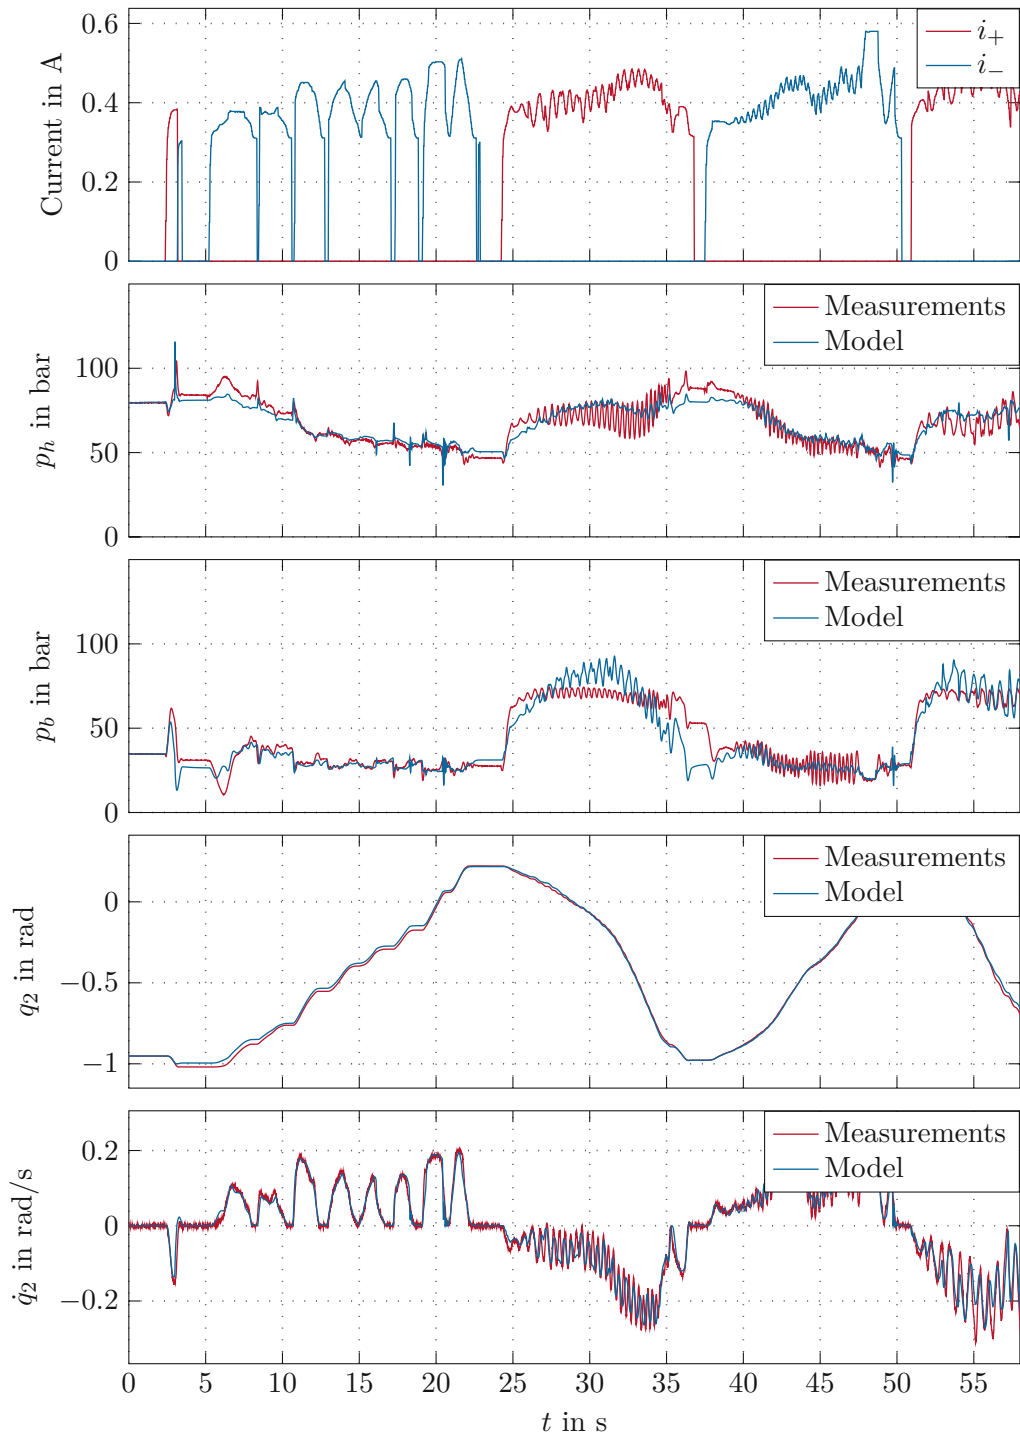 0.6
0.4
0.2
0
Current in A
i₊
i₋
100
50
0
pₕ in bar
Measurements
Model
100
50
0
p_b in bar
Measurements
Model
0
−0.5
−1
q₂ in rad
Measurements
Model
0.2
0
−0.2
q̇₂ in rad/s
Measurements
Model
0 5 10 15 20 25 30 35 40 45 50 55
t in s